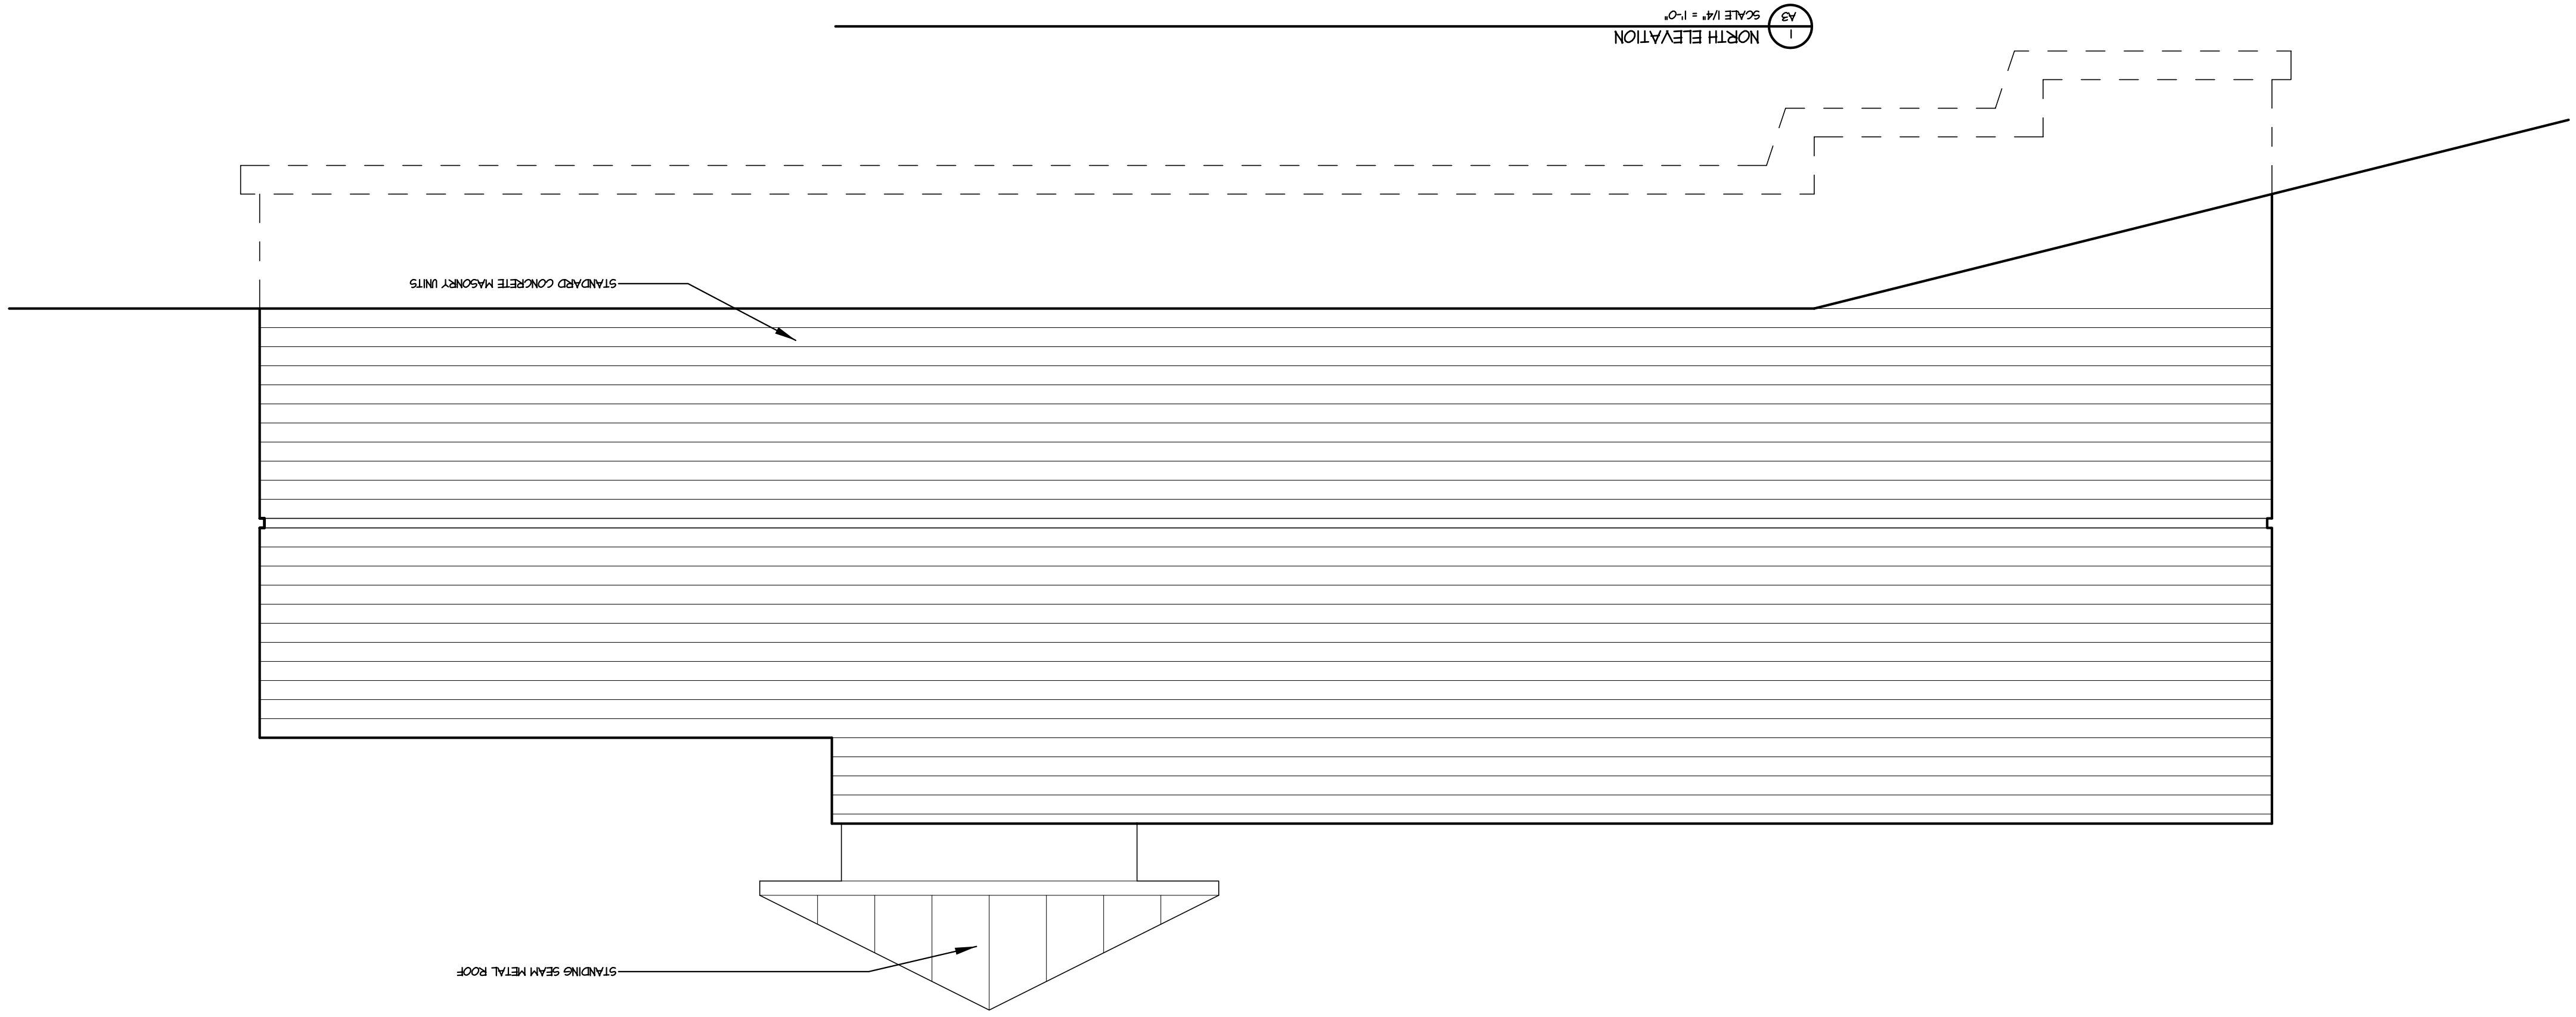 STANDING SEAM METAL ROOF
STANDARD CONCRETE MASONRY UNITS
1
A3
NORTH ELEVATION
SCALE 1/4" = 1'-0"